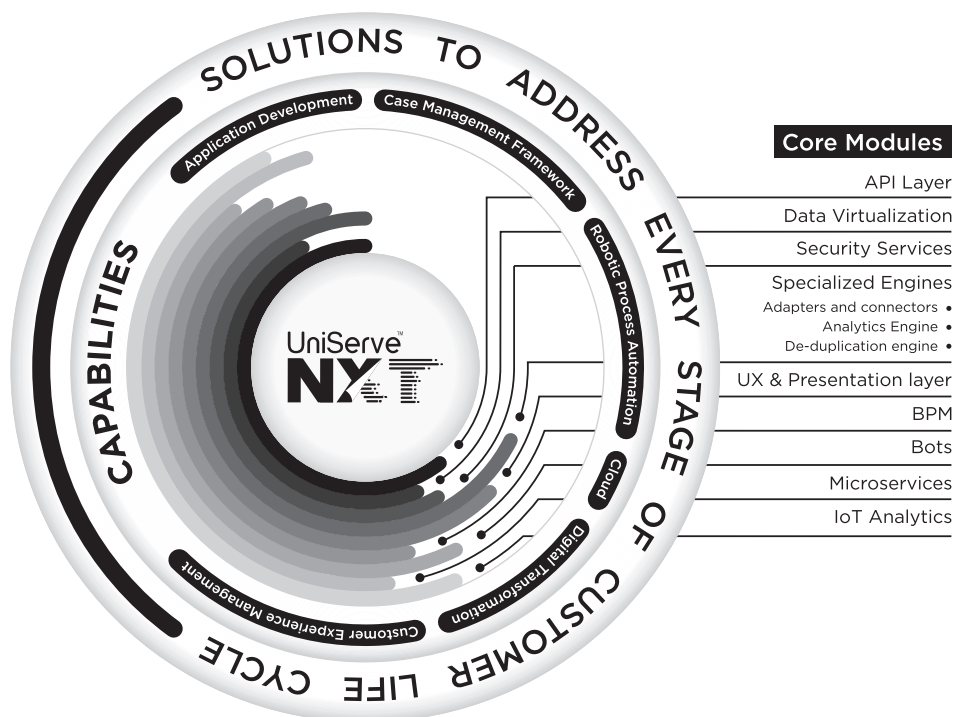 SOLUTIONS TO ADDRESS EVERY STAGE OF CUSTOMER LIFE CYCLE
CAPABILITIES
Application Development
Case Management Framework
Robotic Process Automation
Cloud
Digital Transformation
Customer Experience Management
UniServe™
NXT
Core Modules
API Layer
Data Virtualization
Security Services
Specialized Engines
Adapters and connectors •
Analytics Engine •
De-duplication engine •
UX & Presentation layer
BPM
Bots
Microservices
IoT Analytics